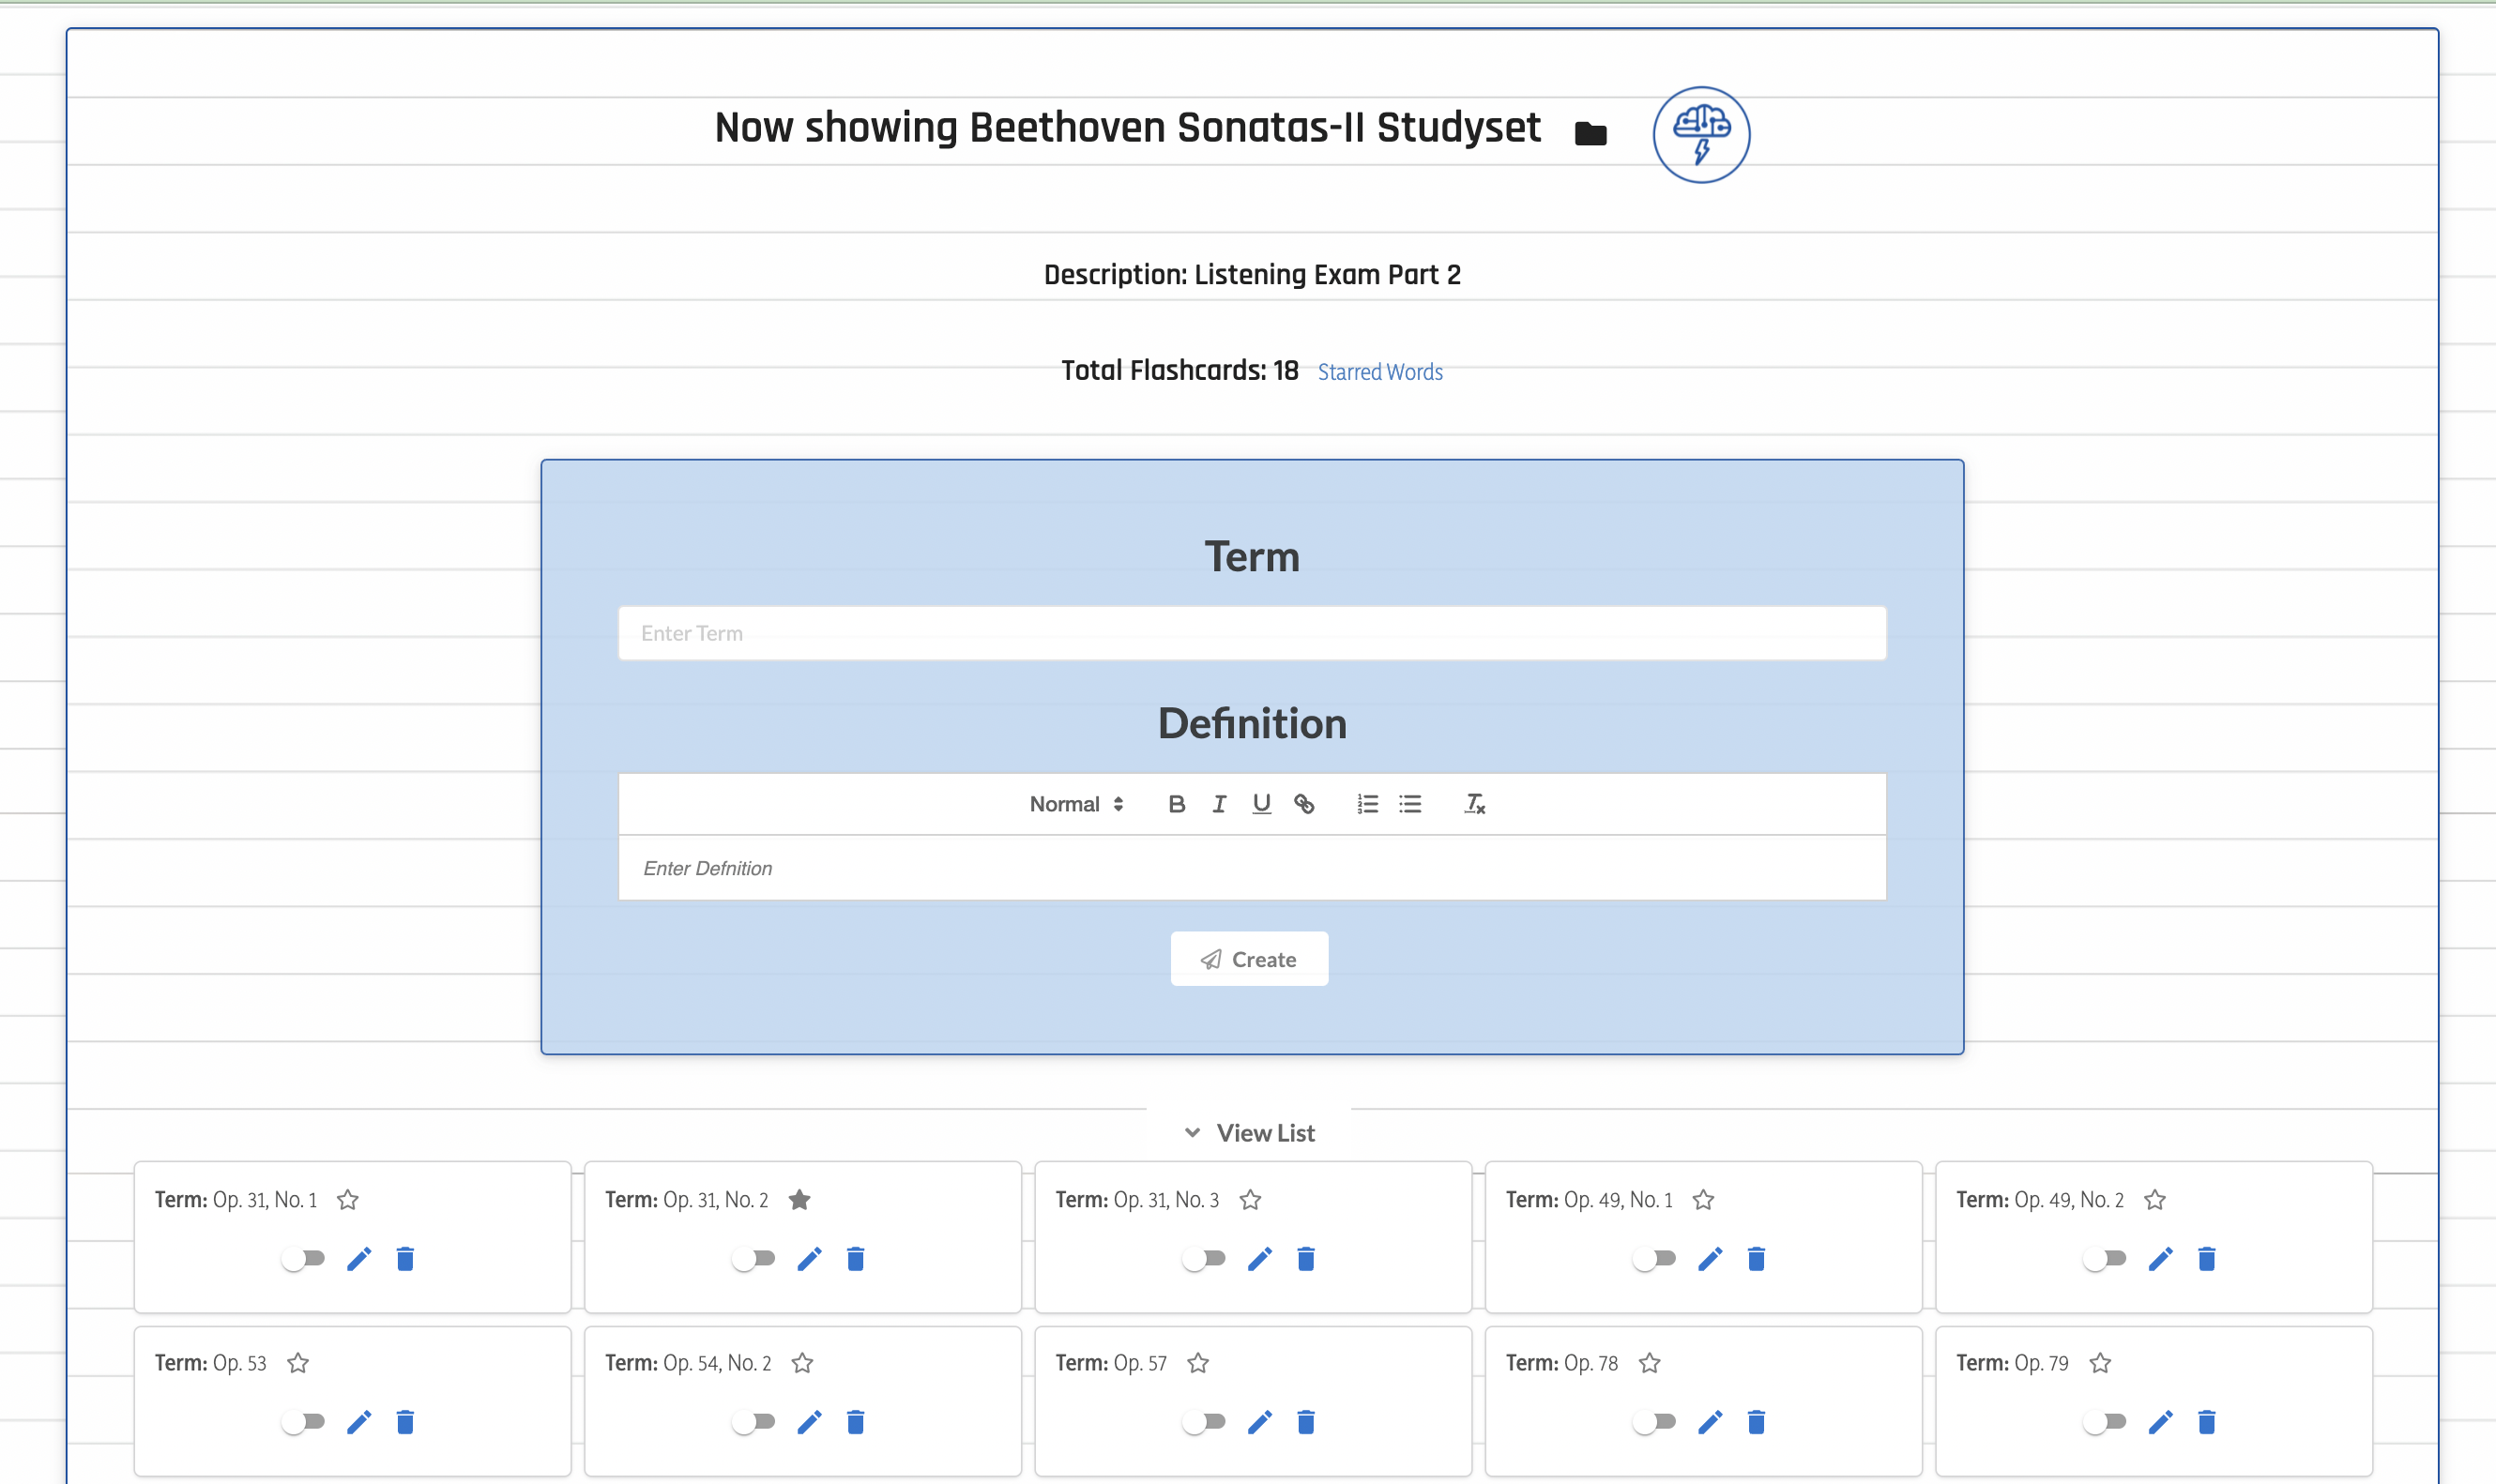 Now showing Beethoven Sonatas-II Studyset
Description: Listening Exam Part 2
Total Flashcards: 18 Starred Words
Term
Enter Term
Definition
Normal B I U
Enter Defnition
Create
View List
Term: Op. 31, No. 1
Term: Op. 31, No. 2
Term: Op. 31, No. 3
Term: Op. 49, No. 1
Term: Op. 49, No. 2
Term: Op. 53
Term: Op. 54, No. 2
Term: Op. 57
Term: Op. 78
Term: Op. 79